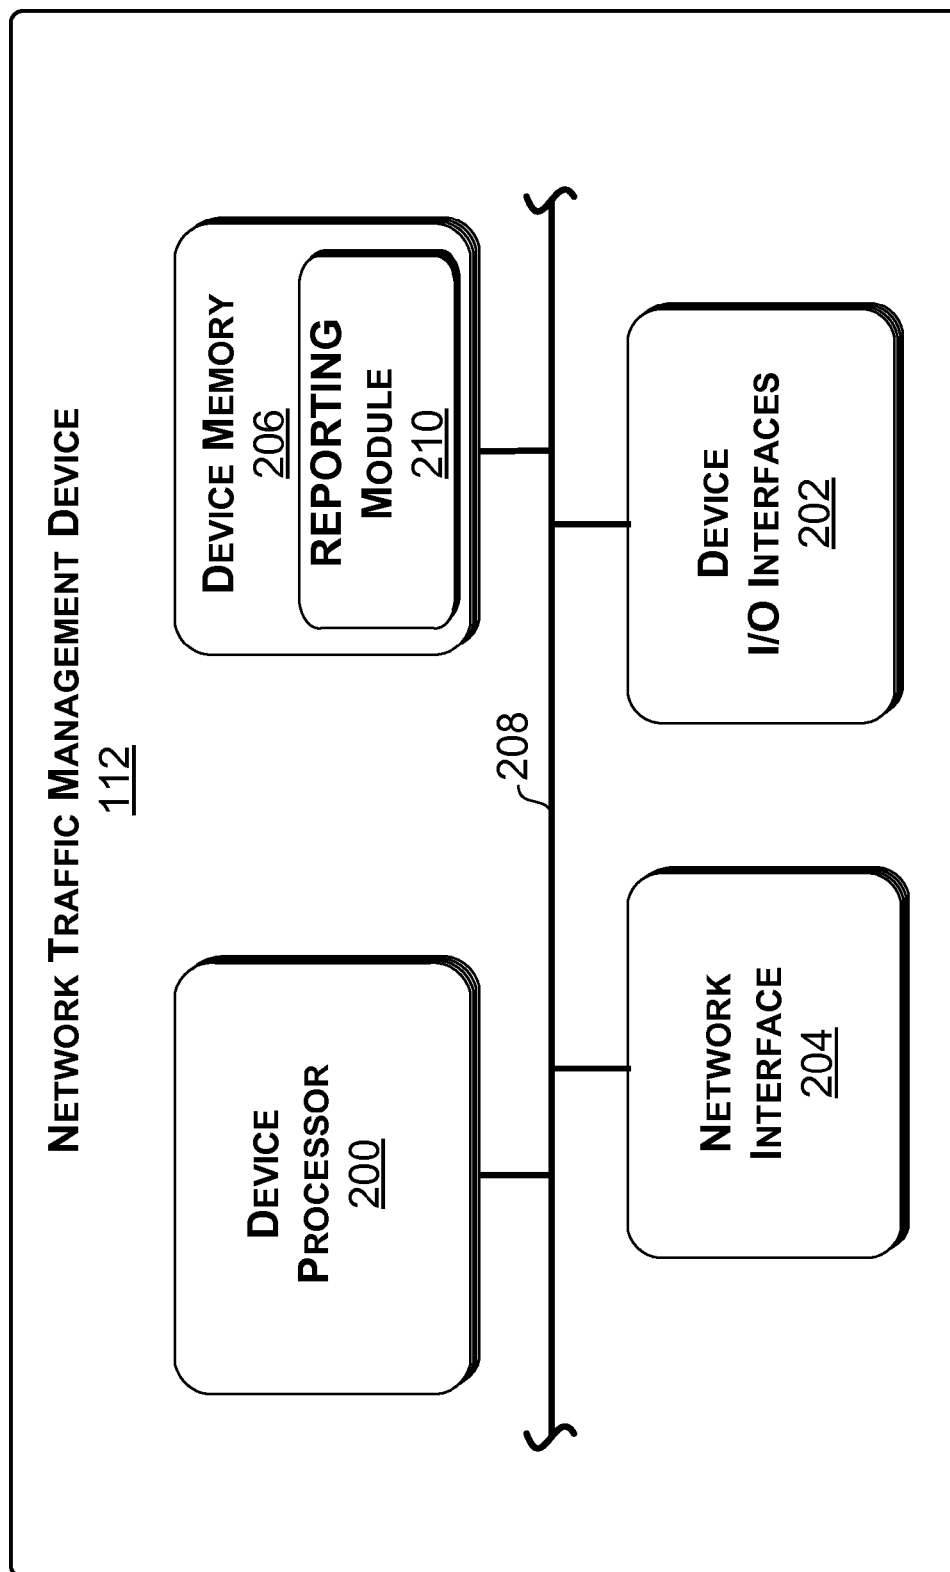 NETWORK TRAFFIC MANAGEMENT DEVICE
112
DEVICE
PROCESSOR
200
DEVICE MEMORY
206
REPORTING
MODULE
210
208
NETWORK
INTERFACE
204
DEVICE
I/O INTERFACES
202